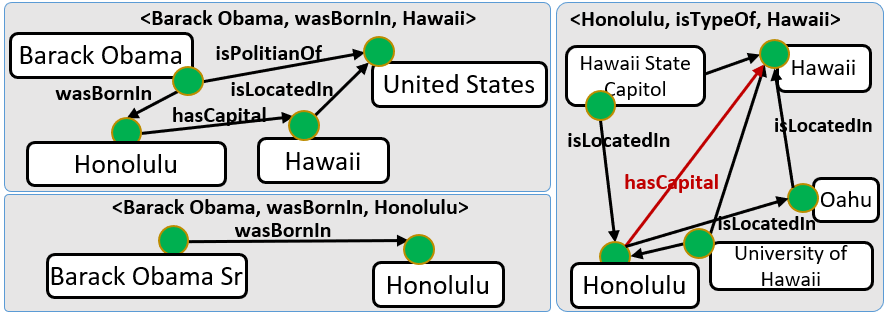 <Barack Obama, wasBornIn, Hawaii>
Barack Obama
isPolitianOf
United States
wasBornIn
isLocatedIn
hasCapital
Honolulu
Hawaii
<Barack Obama, wasBornIn, Honolulu>
wasBornIn
Barack Obama Sr
Honolulu
<Honolulu, isTypeOf, Hawaii>
Hawaii State
Capitol
Hawaii
isLocatedIn
isLocatedIn
hasCapital
Oahu
isLocatedIn
University of
Hawaii
Honolulu